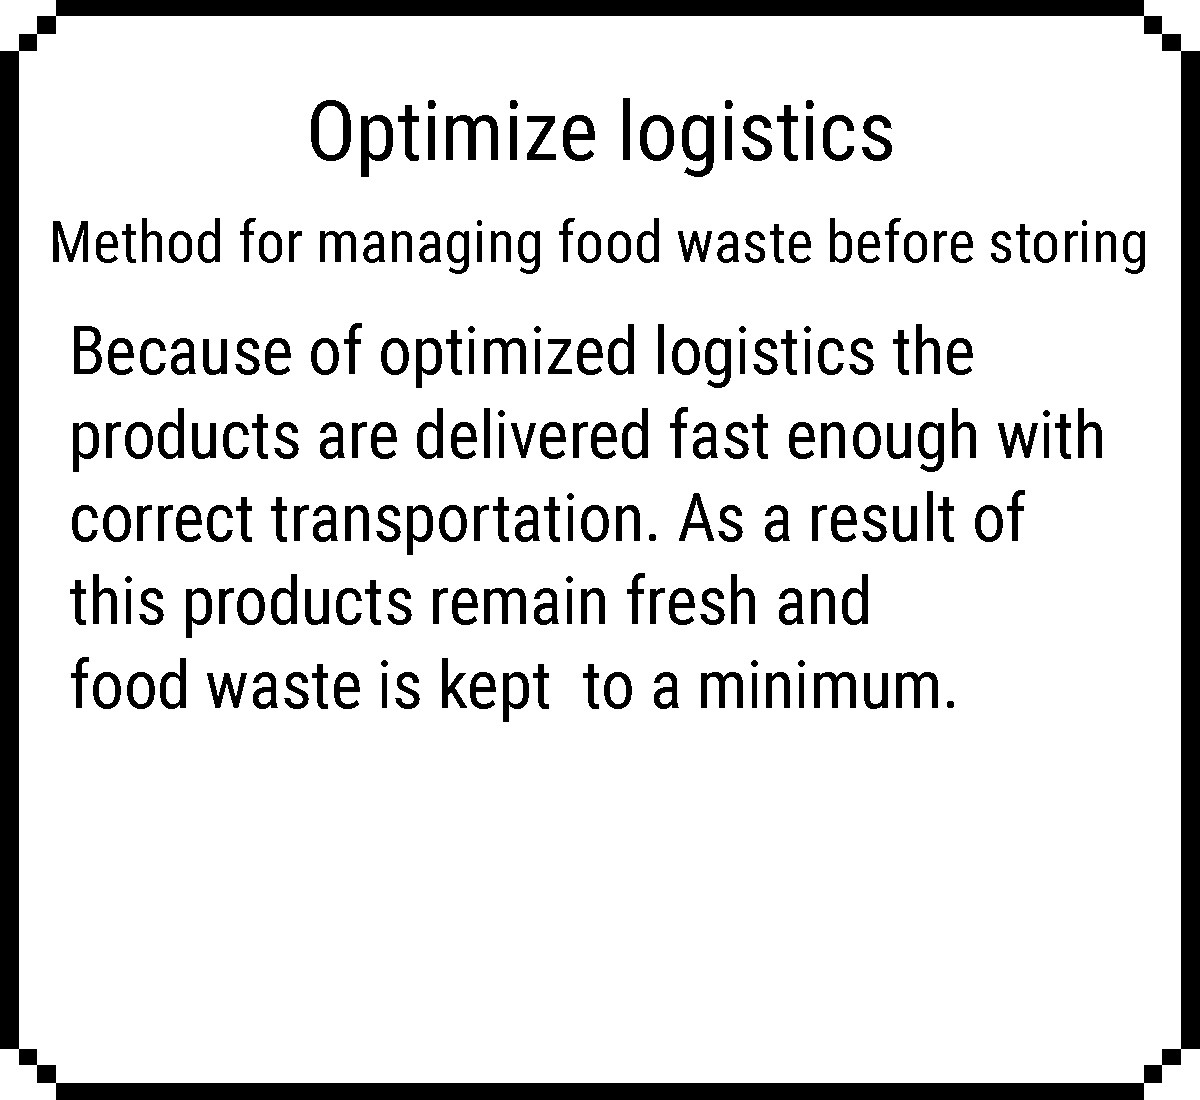 Optimize logistics
Method for managing food waste before storing
Because of optimized logistics the
products are delivered fast enough with
correct transportation. As a result of
this products remain fresh and
food waste is kept  to a minimum.